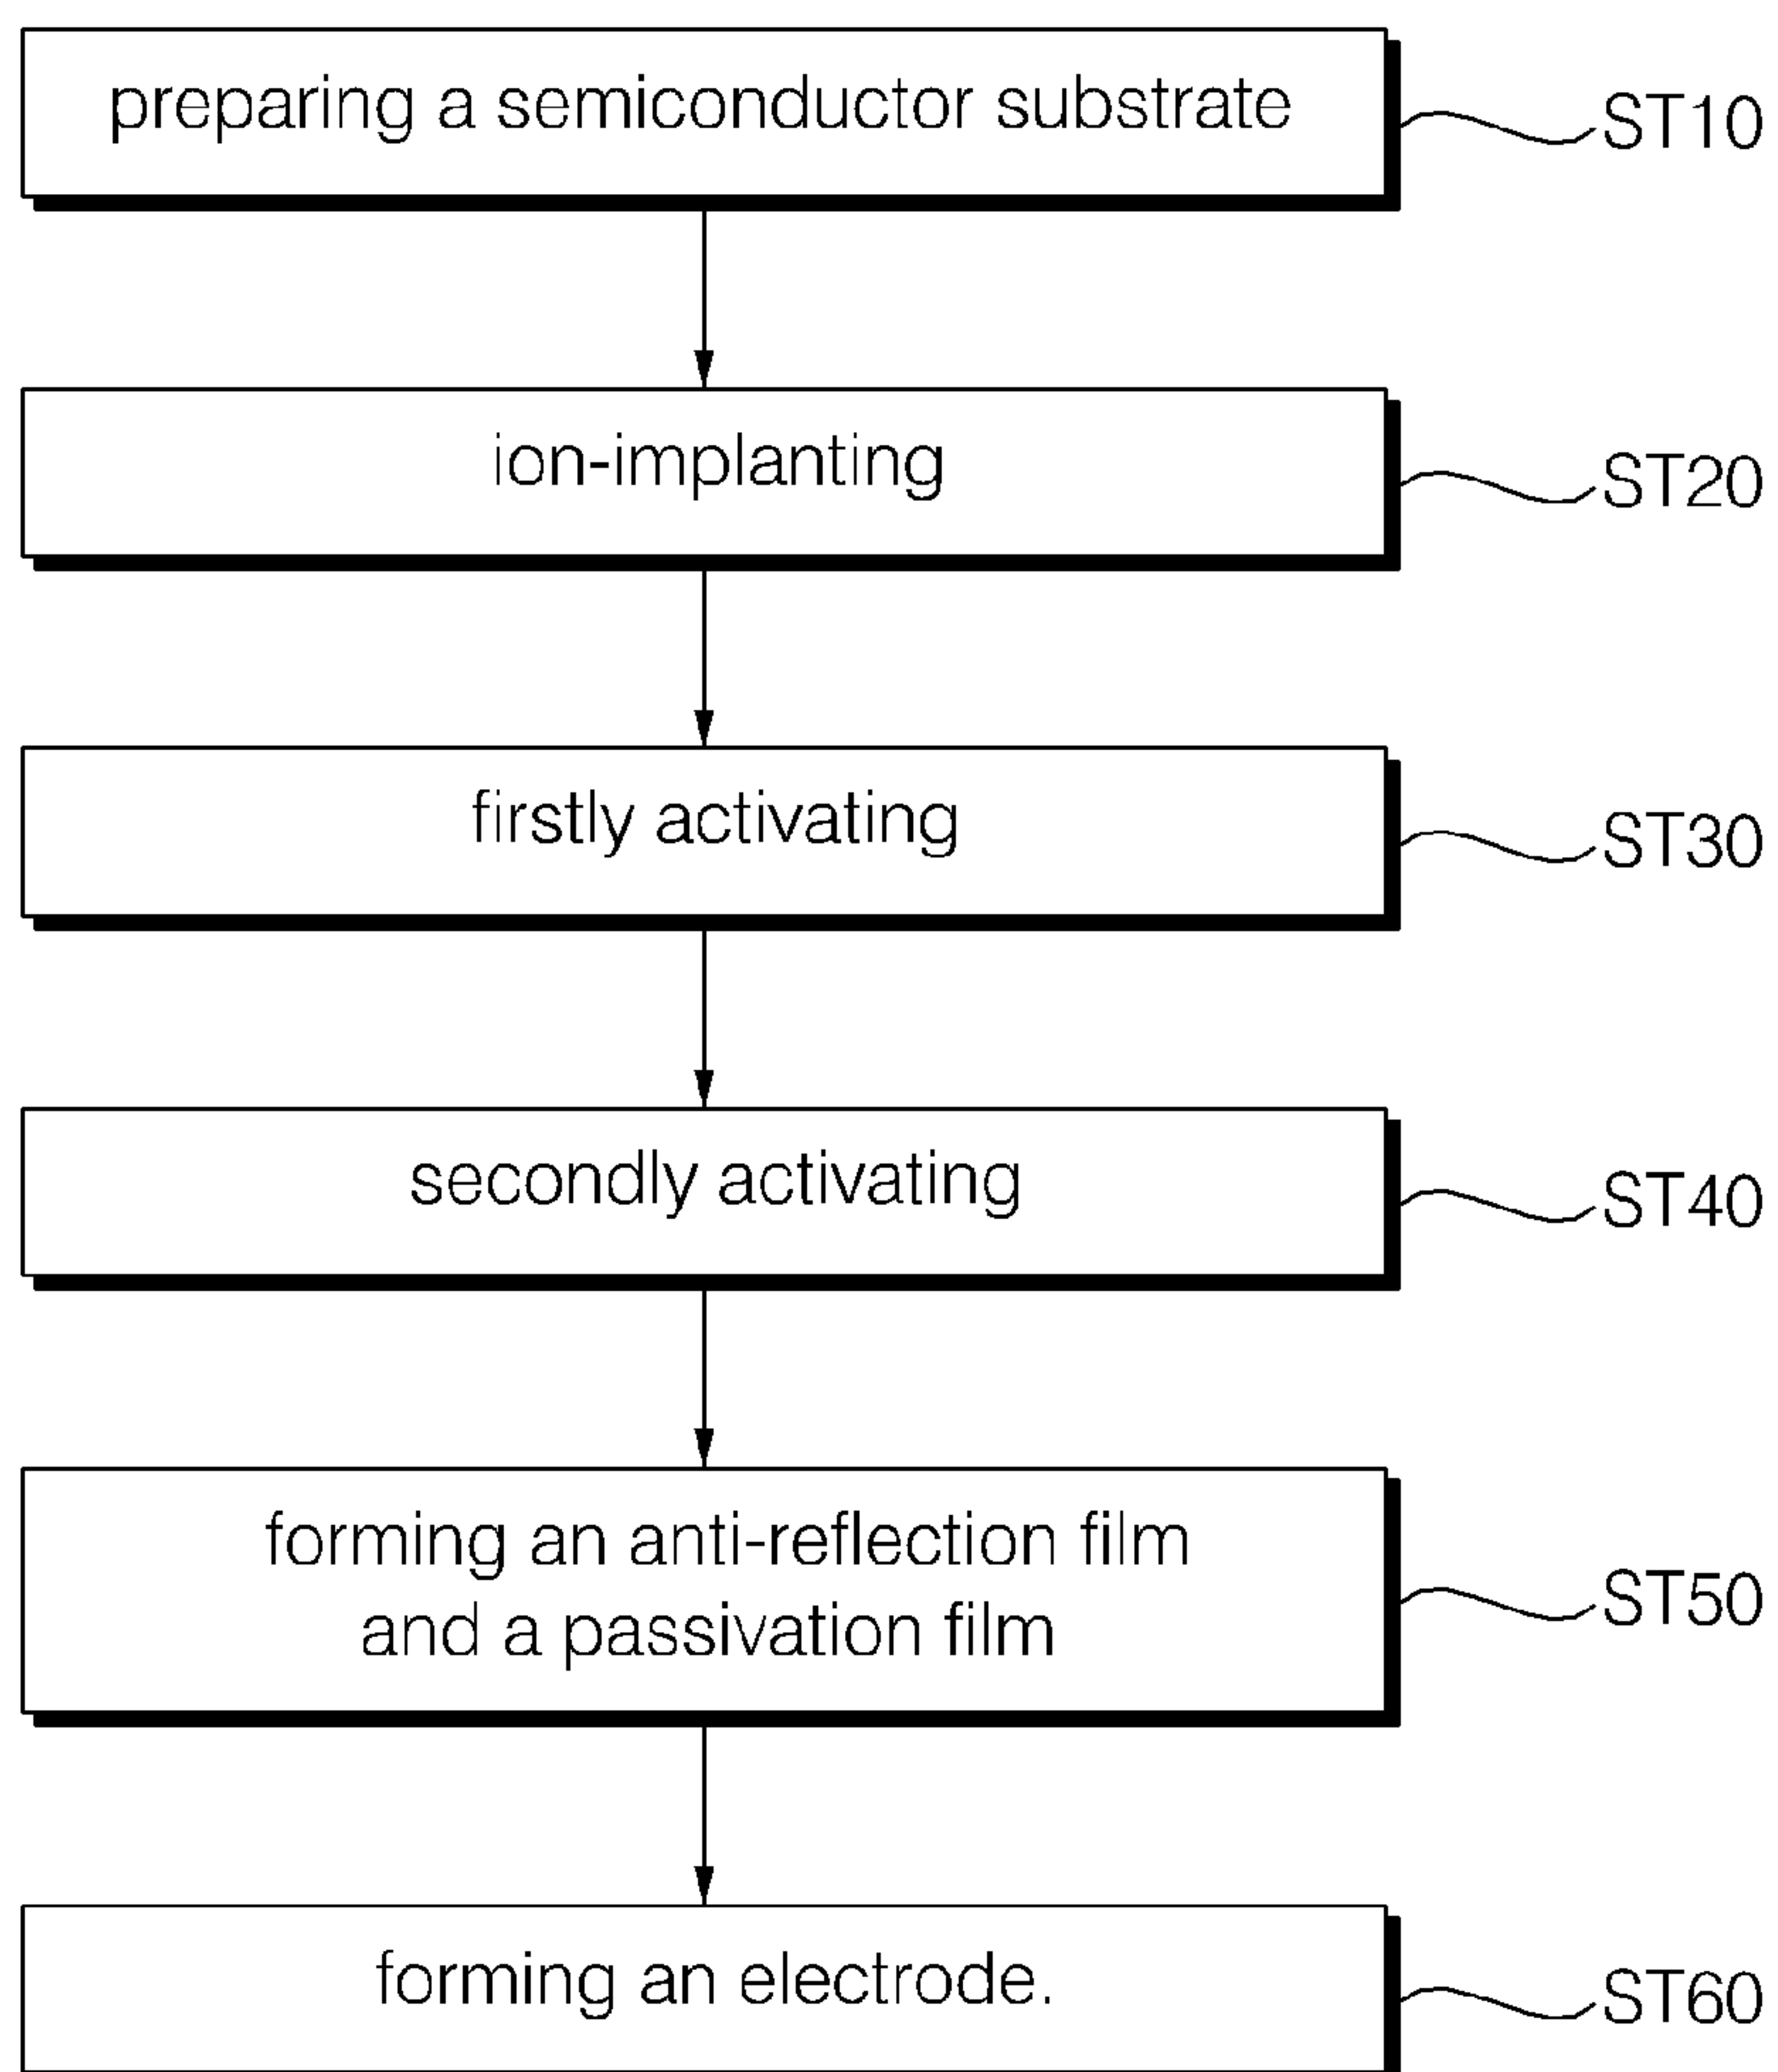 preparing a semiconductor substrate
ST10
ion-implanting
ST20
firstly activating
ST30
secondly activating
ST40
forming an anti-reflection film
and a passivation film
ST50
forming an electrode.
ST60